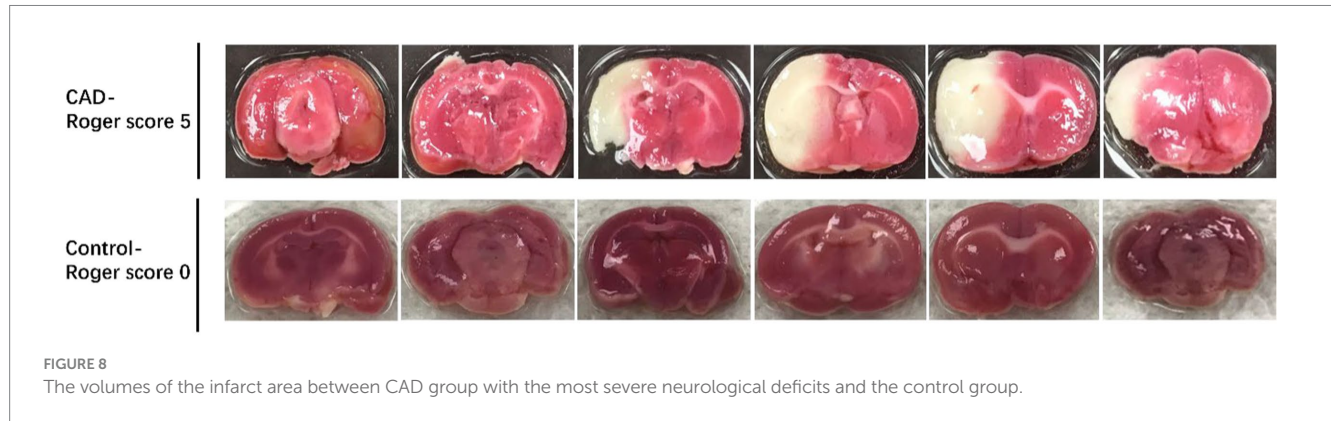 CAD-
Roger score 5
Control-
Roger score 0
FIGURE 8
The volumes of the infarct area between CAD group with the most severe neurological deficits and the control group.